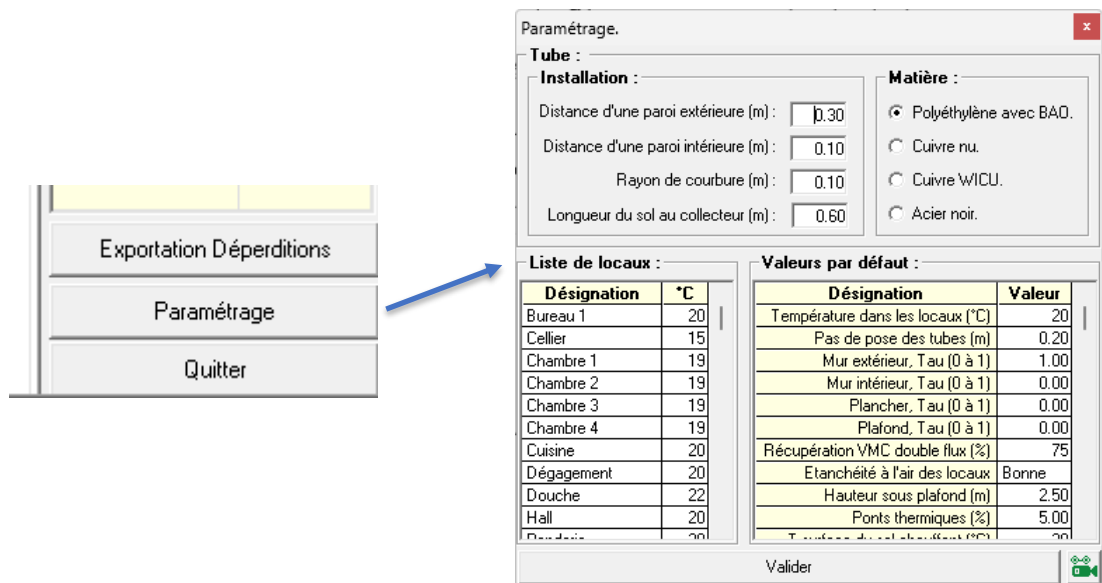 Paramétrage.
Tube :
Installation :
Distance d'une paroi extérieure (m) : 0.30
Distance d'une paroi intérieure (m) : 0.10
Rayon de courbure (m) : 0.10
Longueur du sol au collecteur (m) : 0.60
Matière :
Polyéthylène avec BAO.
Cuivre nu.
Cuivre WICU.
Acier noir.
Exportation Déperditions
Paramétrage
Quitter
Liste de locaux :
Désignation °C
Bureau 1 20
Cellier 15
Chambre 1 19
Chambre 2 19
Chambre 3 19
Chambre 4 19
Cuisine 20
Dégagement 20
Douche 22
Hall 20
Valeurs par défaut :
Désignation Valeur
Température dans les locaux (°C) 20
Pas de pose des tubes (m) 0.20
Mur extérieur, Tau (0 à 1) 1.00
Mur intérieur, Tau (0 à 1) 0.00
Plancher, Tau (0 à 1) 0.00
Plafond, Tau (0 à 1) 0.00
Récupération VMC double flux (%) 75
Etanchéité à l'air des locaux Bonne
Hauteur sous plafond (m) 2.50
Ponts thermiques (%) 5.00
Valider